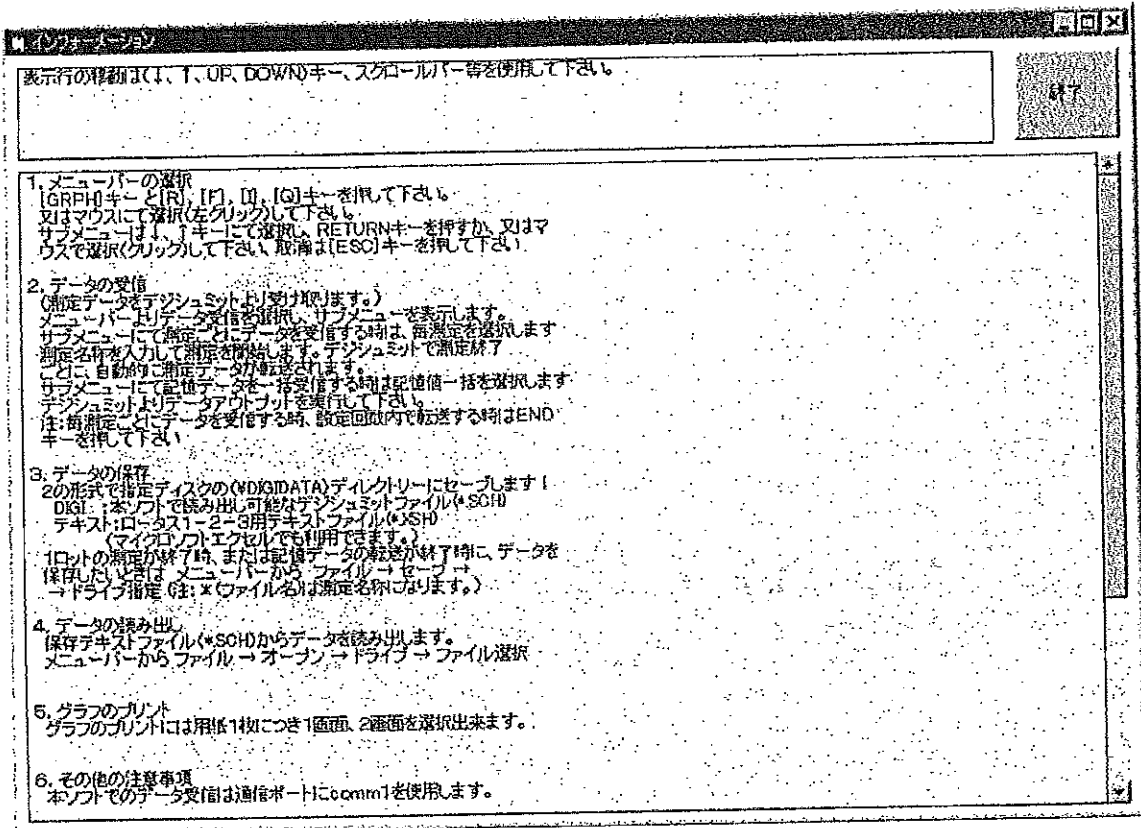 インフォーメーション
表示行の移動は(↓、↑、UP、DOWN)キー、スクロールバー等を使用して下さい。
終了
1. メニューバーの選択
[GRPH]キー と[R]、[F]、[I]、[Q]キーを押して下さい。
又はマウスにて選択(左クリック)して下さい。
サブメニューは↓、↑キーにて選択し、RETURNキーを押すか、又はマ
ウスで選択(クリック)して下さい、取消は[ESC]キーを押して下さい
2. データの受信
(測定データをデジシュミットより受け取ります。)
メニューバーよりデータ受信を選択し、サブメニューを表示します。
サブメニューにて測定ごとにデータを受信する時は、毎測定を選択します
測定名称を入力して測定を開始します。デジシュミットで測定終了
ごとに、自動的に測定データが転送されます。
サブメニューにて記憶データを一括受信する時は記憶値一括を選択します
デジシュミットよりデータアウトプットを実行して下さい。
注:毎測定ごとにデータを受信する時、設定回数内で転送する時はEND
キーを押して下さい
3. データの保存
2の形式で指定ディスクの(¥DIGIDATA)ディレクトリーにセーブします!
DIGI :本ソフトで読み出し可能なデジシュミットファイル(*.SCH)
テキスト:ロータス1-2-3用テキストファイル(*.)SH)
(マイクロソフトエクセルでも利用できます。)
1ロットの測定が終了時、または記憶データの転送が終了時に、データを
保存したいときは メニューバーから ファイル → セーブ →
→ ドライブ指定 (注: *(ファイル名)は測定名称になります。)
4. データの読み出し
保存テキストファイル(*.SCH)からデータを読み出します。
メニューバーから ファイル → オープン → ドライブ → ファイル選択
5. グラフのプリント
グラフのプリントには用紙1枚につき1画面、2画面を選択出来ます。
6. その他の注意事項
本ソフトでのデータ受信は通信ポートにcomm1を使用します。